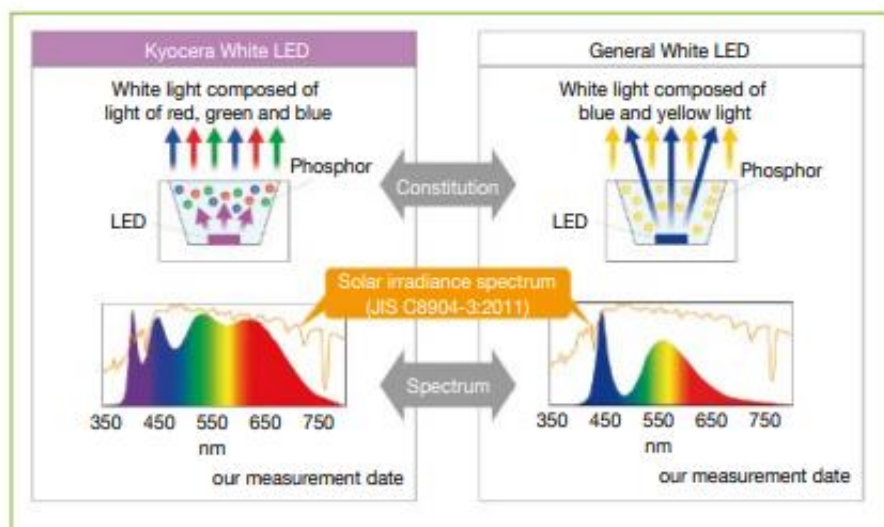 Kyocera White LED
White light composed of
light of red, green and blue
Phosphor
LED
General White LED
White light composed of
blue and yellow light
Phosphor
LED
Constitution
Solar irradiance spectrum
(JIS C8904-3:2011)
Spectrum
350 450 550 650 750
nm
our measurement date
350 450 550 650 750
nm
our measurement date